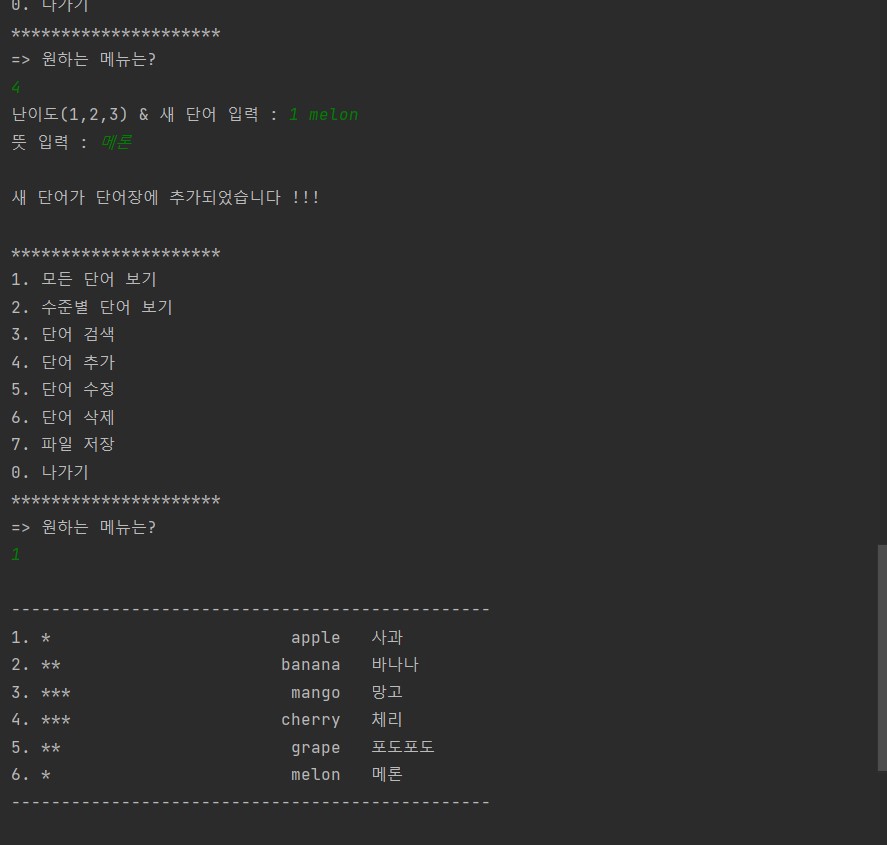 0. 나가기
*********************
=> 원하는 메뉴는?
4
난이도(1,2,3) & 새 단어 입력 : 1 melon
뜻 입력 : 메론
새 단어가 단어장에 추가되었습니다 !!!
*********************
1. 모든 단어 보기
2. 수준별 단어 보기
3. 단어 검색
4. 단어 추가
5. 단어 수정
6. 단어 삭제
7. 파일 저장
0. 나가기
*********************
=> 원하는 메뉴는?
1
------------------------------------------------
1. * apple 사과
2. ** banana 바나나
3. *** mango 망고
4. *** cherry 체리
5. ** grape 포도포도
6. * melon 메론
------------------------------------------------